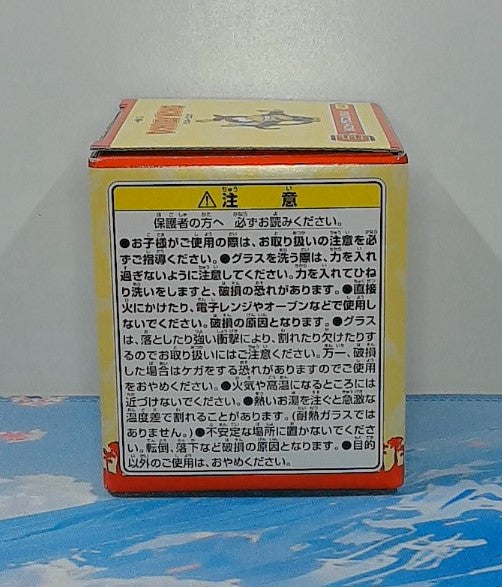 ⚠注意
保護者の方へ 必ずお読みください。
●お子様がご使用の際は、お取り扱いの注意を必
ずご指導ください。●グラスを洗う際は、力を入れ
過ぎないように注意してください。力を入れてひね
り洗いをしますと、破損の恐れがあります。●直接
火にかけたり、電子レンジやオーブンなどで使用し
ないでください。破損の原因となります。●グラス
は、落としたり強い衝撃により、割れたり欠けたりす
るのでお取り扱いにはご注意ください。万一、破損
した場合はケガをする恐れがありますのでご使用
をおやめください。●火気や高温になるところには
近づけないでください。●熱いお湯を注ぐと急激な
温度差で割れることがあります。(耐熱ガラスでは
ありません。)●不安定な場所に置かないでくださ
い。転倒、落下など破損の原因となります。●目的
以外のご使用は、おやめください。